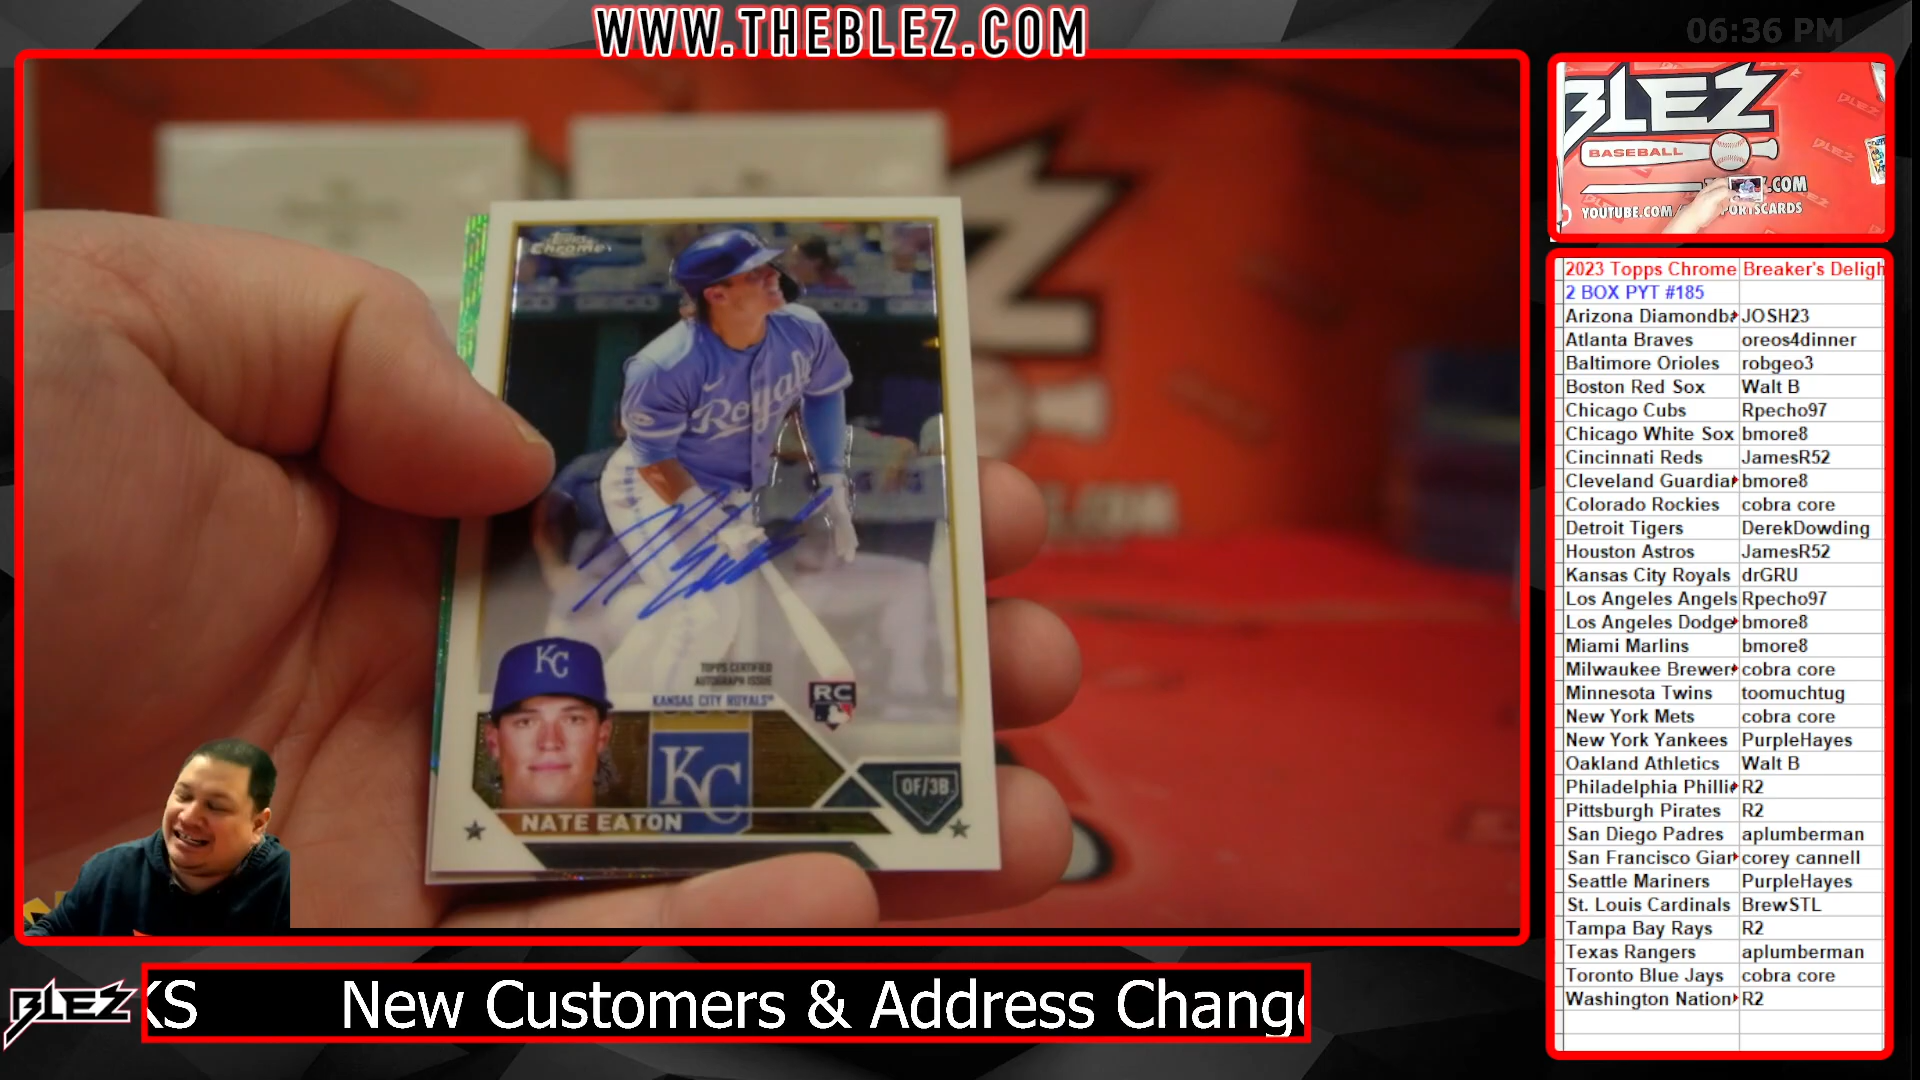 WWW.THEBLEZ.COM
06:36 PM
BLEZ
BASEBALL
.COM
YOUTUBE.COM/
PORTSCARDS
BLEZ
Topps
Chrome
Royals
KC
TOPPS CERTIFIED
AUTOGRAPH ISSUE
KANSAS CITY ROYALS
RC
KC
OF/3B
NATE EATON
2023 Topps Chrome Breaker's Deligh
2 BOX PYT #185
Arizona Diamondba JOSH23
Atlanta Braves oreos4dinner
Baltimore Orioles robgeo3
Boston Red Sox Walt B
Chicago Cubs Rpecho97
Chicago White Sox bmore8
Cincinnati Reds JamesR52
Cleveland Guardia bmore8
Colorado Rockies cobra core
Detroit Tigers DerekDowding
Houston Astros JamesR52
Kansas City Royals drGRU
Los Angeles Angels Rpecho97
Los Angeles Dodge bmore8
Miami Marlins bmore8
Milwaukee Brewer cobra core
Minnesota Twins toomuchtug
New York Mets cobra core
New York Yankees PurpleHayes
Oakland Athletics Walt B
Philadelphia Philli R2
Pittsburgh Pirates R2
San Diego Padres aplumberman
San Francisco Gian corey cannell
Seattle Mariners PurpleHayes
St. Louis Cardinals BrewSTL
Tampa Bay Rays R2
Texas Rangers aplumberman
Toronto Blue Jays cobra core
Washington Nation R2
BLEZ
KS New Customers & Address Change